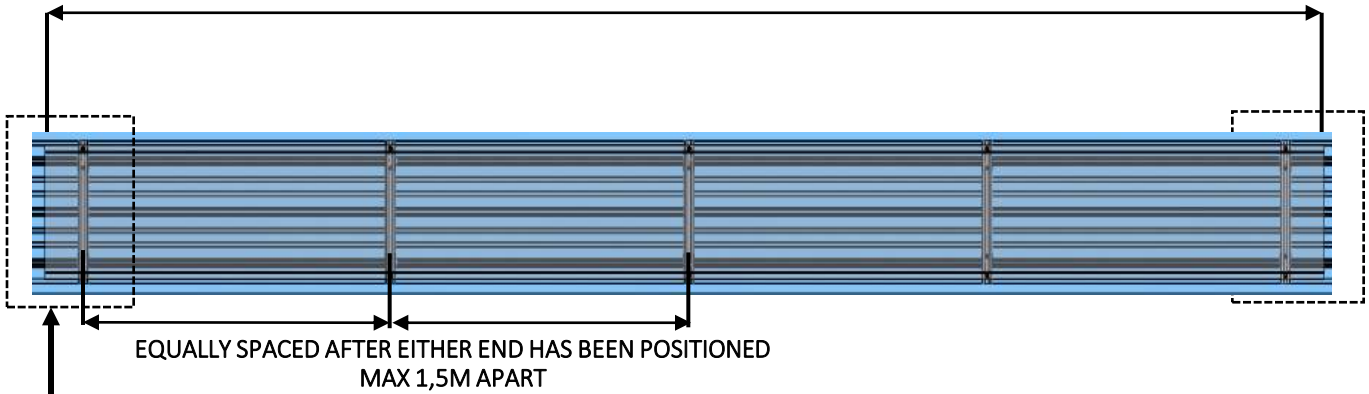 EQUALLY SPACED AFTER EITHER END HAS BEEN POSITIONED
MAX 1,5M APART